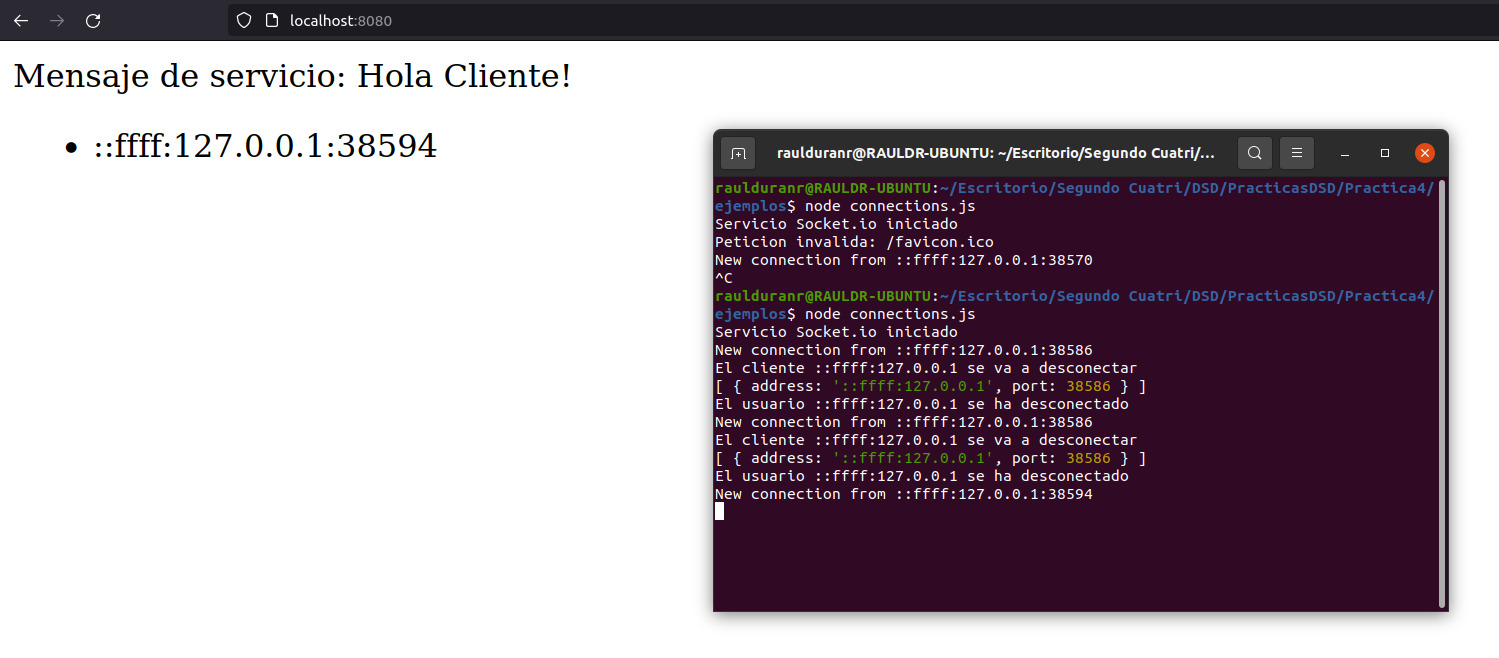 localhost:8080
Mensaje de servicio: Hola Cliente!
::ffff:127.0.0.1:38594
raulduranr@RAULDR-UBUNTU: ~/Escritorio/Segundo Cuatri/...
raulduranr@RAULDR-UBUNTU:~/Escritorio/Segundo Cuatri/DSD/PracticasDSD/Practica4/
ejemplos$ node connections.js
Servicio Socket.io iniciado
Peticion invalida: /favicon.ico
New connection from ::ffff:127.0.0.1:38570
^C
raulduranr@RAULDR-UBUNTU:~/Escritorio/Segundo Cuatri/DSD/PracticasDSD/Practica4/
ejemplos$ node connections.js
Servicio Socket.io iniciado
New connection from ::ffff:127.0.0.1:38586
El cliente ::ffff:127.0.0.1 se va a desconectar
[ { address: '::ffff:127.0.0.1', port: 38586 } ]
El usuario ::ffff:127.0.0.1 se ha desconectado
New connection from ::ffff:127.0.0.1:38586
El cliente ::ffff:127.0.0.1 se va a desconectar
[ { address: '::ffff:127.0.0.1', port: 38586 } ]
El usuario ::ffff:127.0.0.1 se ha desconectado
New connection from ::ffff:127.0.0.1:38594